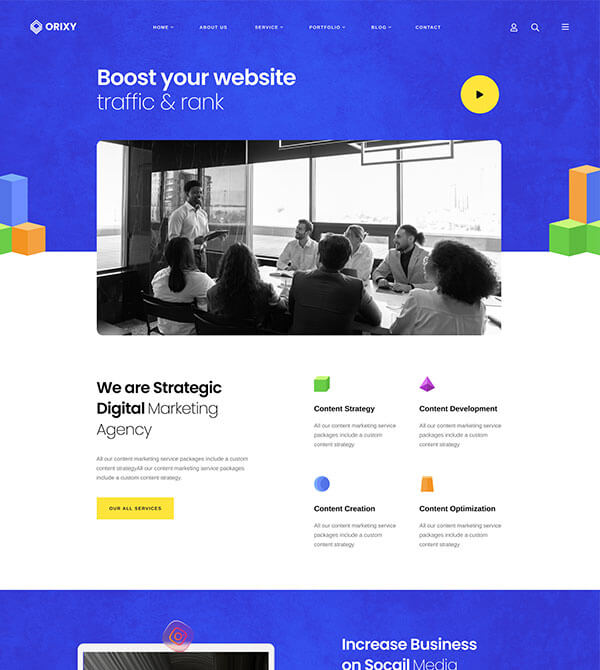 ORIXY
HOME
ABOUT US
SERVICE
PORTFOLIO
BLOG
CONTACT
Boost your website
traffic & rank
We are Strategic
Digital Marketing
Agency
All our content marketing service packages include a custom
content strategyAll our content marketing service packages
include a custom content strategy.
OUR ALL SERVICES
Content Strategy
All our content marketing service
packages include a custom
content strategy
Content Development
All our content marketing service
packages include a custom
content strategy
Content Creation
All our content marketing service
packages include a custom
content strategy
Content Optimization
All our content marketing service
packages include a custom
content strategy
Increase Business
on Socail Media